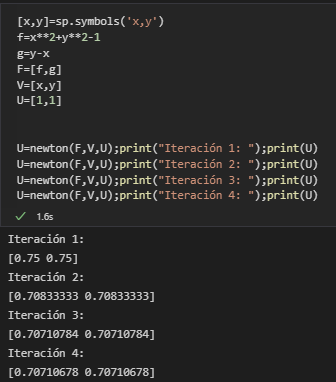 [x,y]=sp.symbols('x,y')
f=x**2+y**2-1
g=y-x
F=[f,g]
V=[x,y]
U=[1,1]
U=newton(F,V,U);print("Iteración 1: ");print(U)
U=newton(F,V,U);print("Iteración 2: ");print(U)
U=newton(F,V,U);print("Iteración 3: ");print(U)
U=newton(F,V,U);print("Iteración 4: ");print(U)
✓ 1.6s
Iteración 1:
[0.75 0.75]
Iteración 2:
[0.70833333 0.70833333]
Iteración 3:
[0.70710784 0.70710784]
Iteración 4:
[0.70710678 0.70710678]